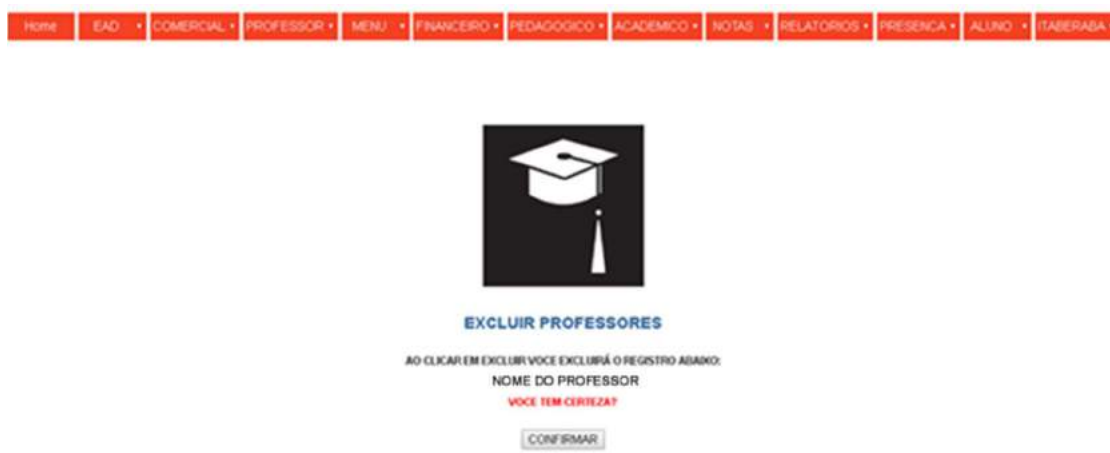 Home EAD COMERCIAL PROFESSOR MENU FINANCEIRO PEDAGOGICO ACADEMICO NOTAS RELATORIOS PRESENCA ALUNO ITABERABA
EXCLUIR PROFESSORES
AO CLICAR EM EXCLUIR VOCE EXCLUIRÁ O REGISTRO ABAIXO:
NOME DO PROFESSOR
VOCE TEM CERTEZA?
CONFIRMAR